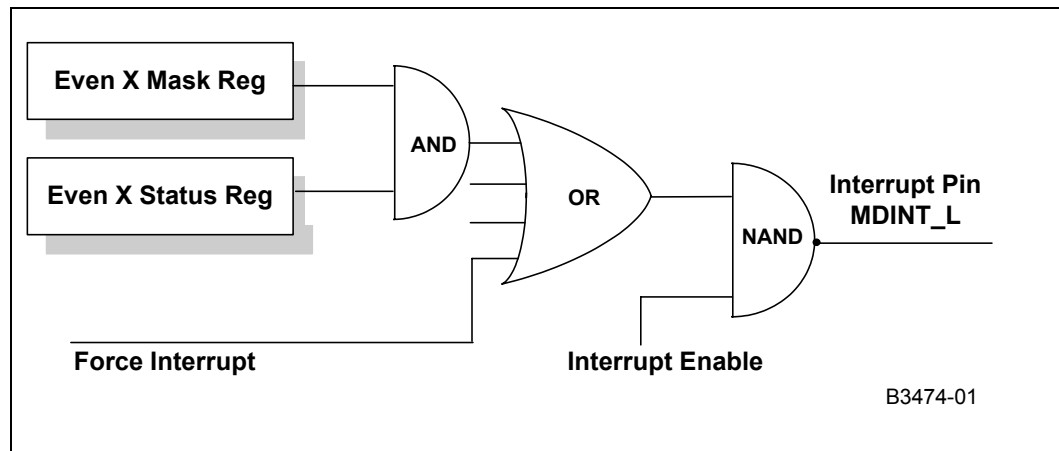 Even X Mask Reg
AND
Even X Status Reg
OR
Interrupt Pin
MDINT_L
NAND
Force Interrupt
Interrupt Enable
B3474-01